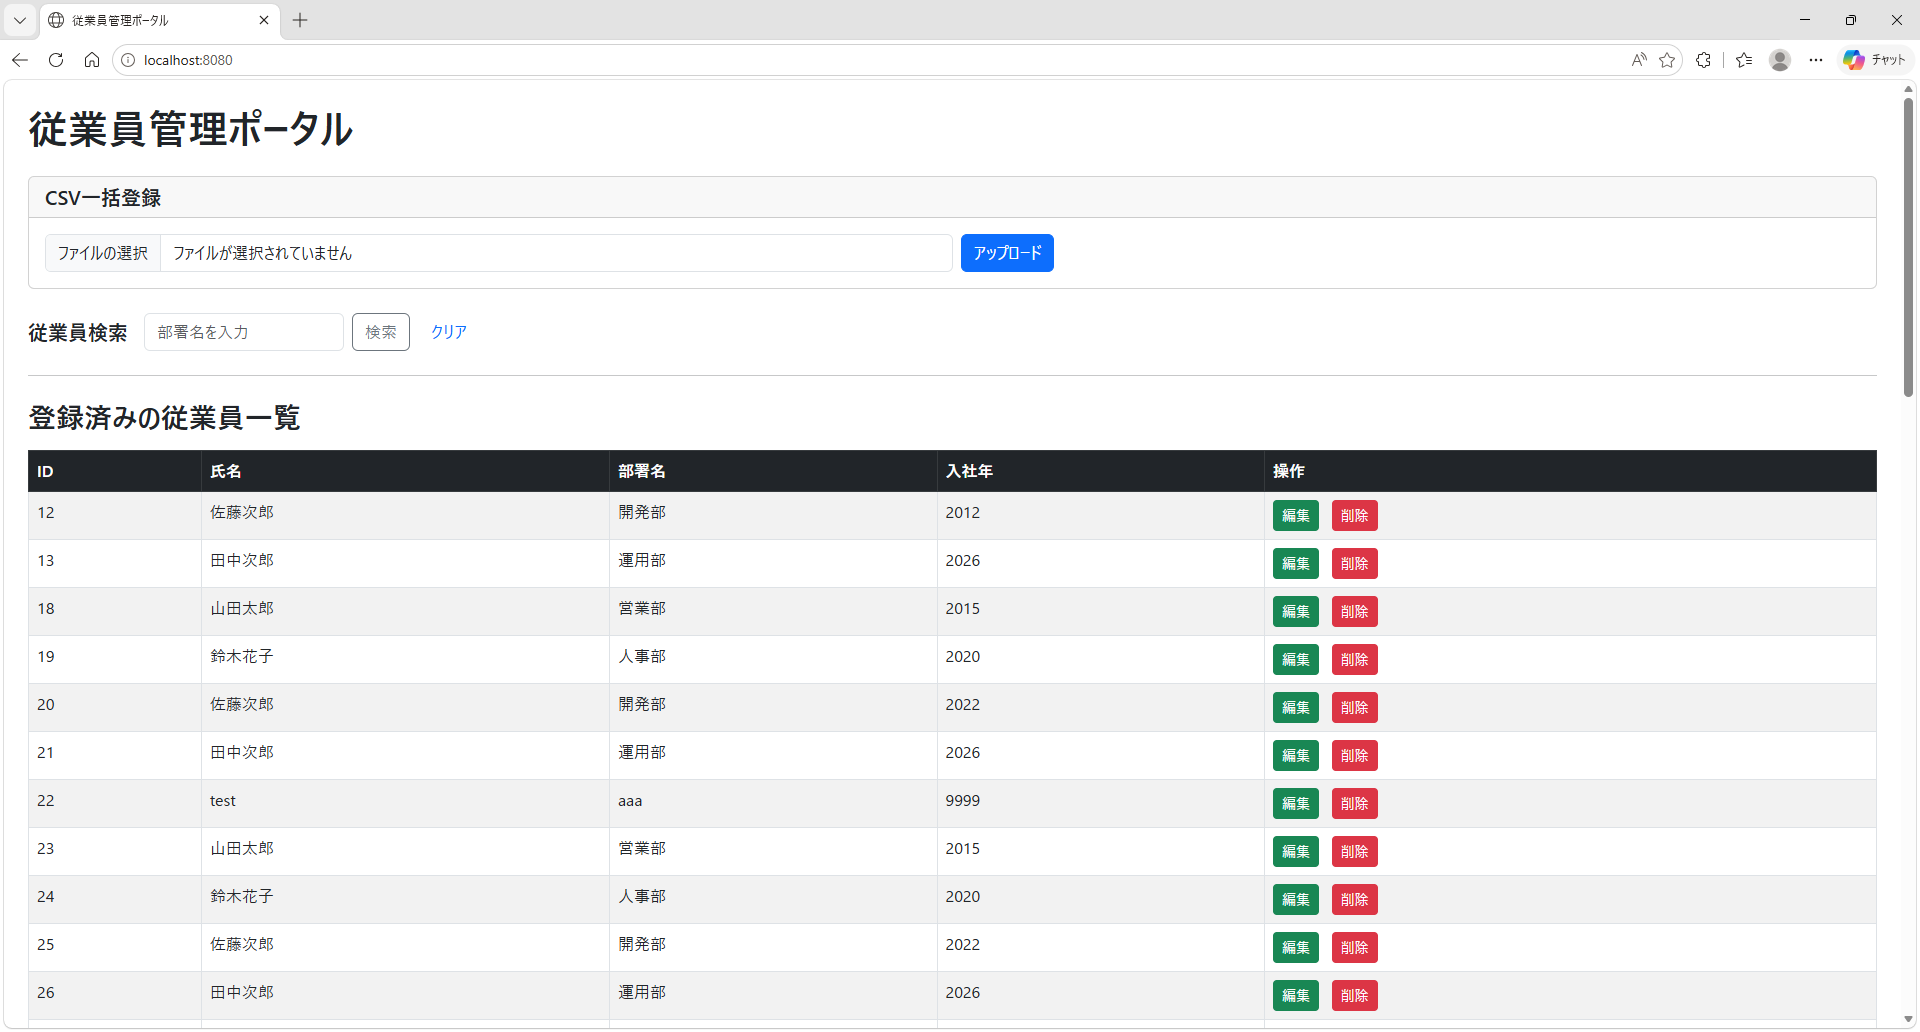 従業員管理ポータル
localhost:8080
チャット
従業員管理ポータル
CSV一括登録
ファイルの選択 ファイルが選択されていません アップロード
従業員検索 部署名を入力 検索 クリア
登録済みの従業員一覧
ID 氏名 部署名 入社年 操作
12 佐藤次郎 開発部 2012 編集 削除
13 田中次郎 運用部 2026 編集 削除
18 山田太郎 営業部 2015 編集 削除
19 鈴木花子 人事部 2020 編集 削除
20 佐藤次郎 開発部 2022 編集 削除
21 田中次郎 運用部 2026 編集 削除
22 test aaa 9999 編集 削除
23 山田太郎 営業部 2015 編集 削除
24 鈴木花子 人事部 2020 編集 削除
25 佐藤次郎 開発部 2022 編集 削除
26 田中次郎 運用部 2026 編集 削除